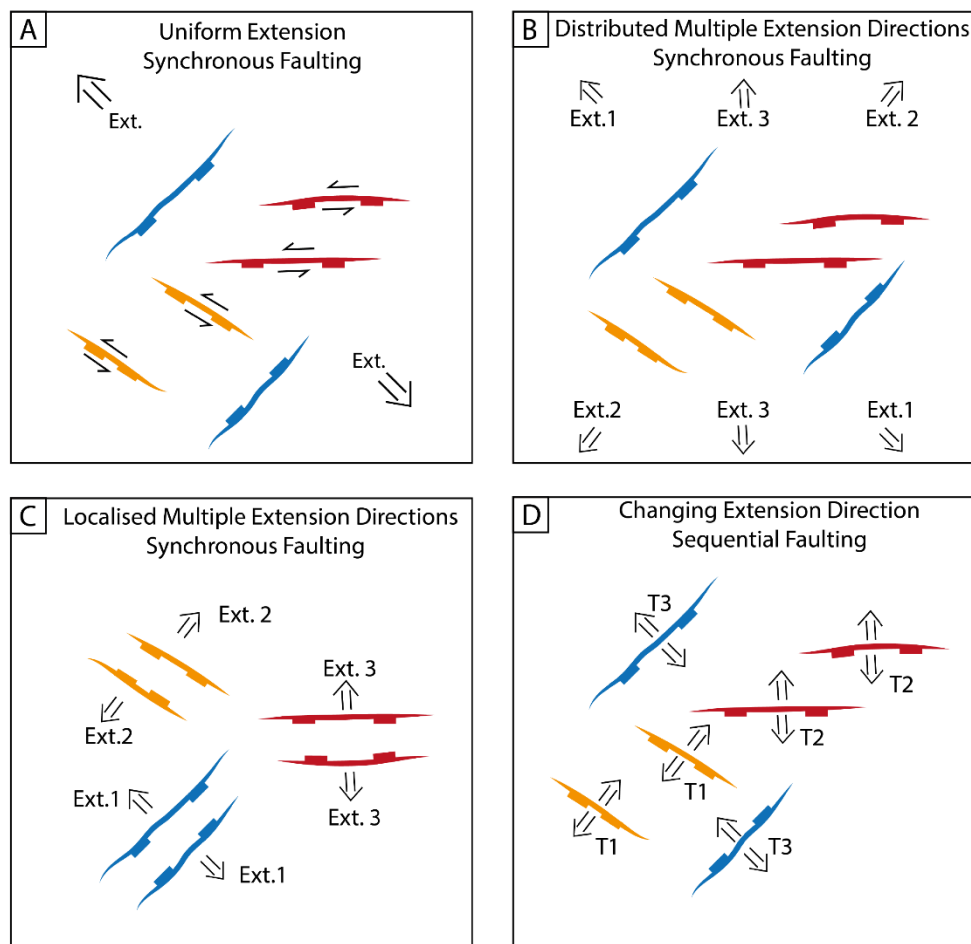 A
Uniform Extension
Synchronous Faulting
Ext.
Ext.
B
Distributed Multiple Extension Directions
Synchronous Faulting
Ext.1
Ext. 3
Ext. 2
Ext.2
Ext. 3
Ext.1
C
Localised Multiple Extension Directions
Synchronous Faulting
Ext. 2
Ext. 3
Ext.2
Ext.1
Ext. 3
Ext.1
D
Changing Extension Direction
Sequential Faulting
T3
T2
T2
T1
T1
T3